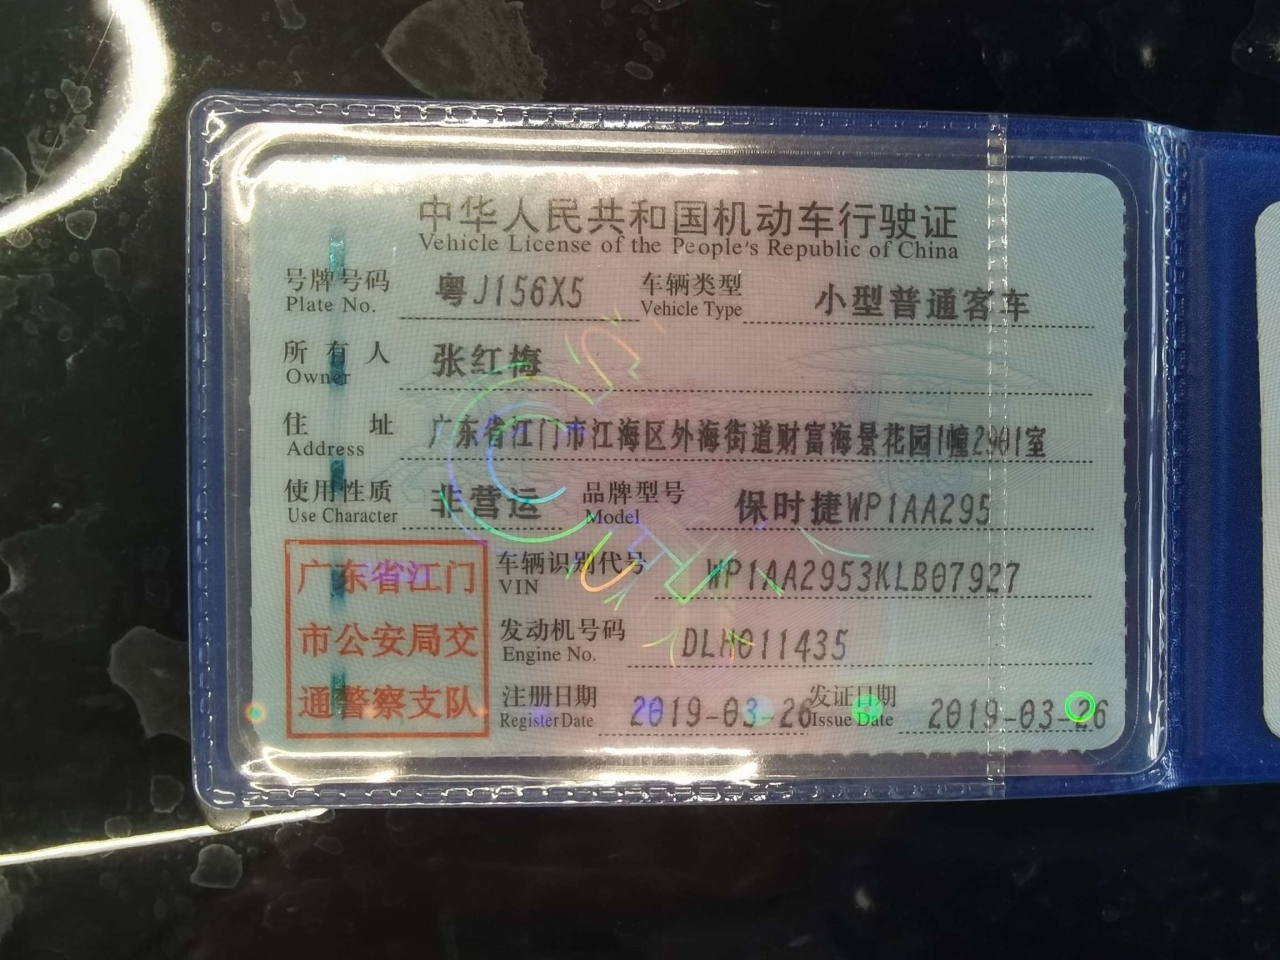 中华人民共和国机动车行驶证
Vehicle License of the People's Republic of China
号牌号码 Plate No. 粤J156X5 车辆类型 Vehicle Type 小型普通客车
所有人 Owner 张红梅
住址 Address 广东省江门市江海区外海街道财富海景花园1幢2901室
使用性质 Use Character 非营运 品牌型号 Model 保时捷WP1AA295
车辆识别代号 VIN WP1AA2953KLB07927
发动机号码 Engine No. DLH011435
注册日期 Register Date 2019-03-26 发证日期 Issue Date 2019-03-26
广东省江门
市公安局交
通警察支队